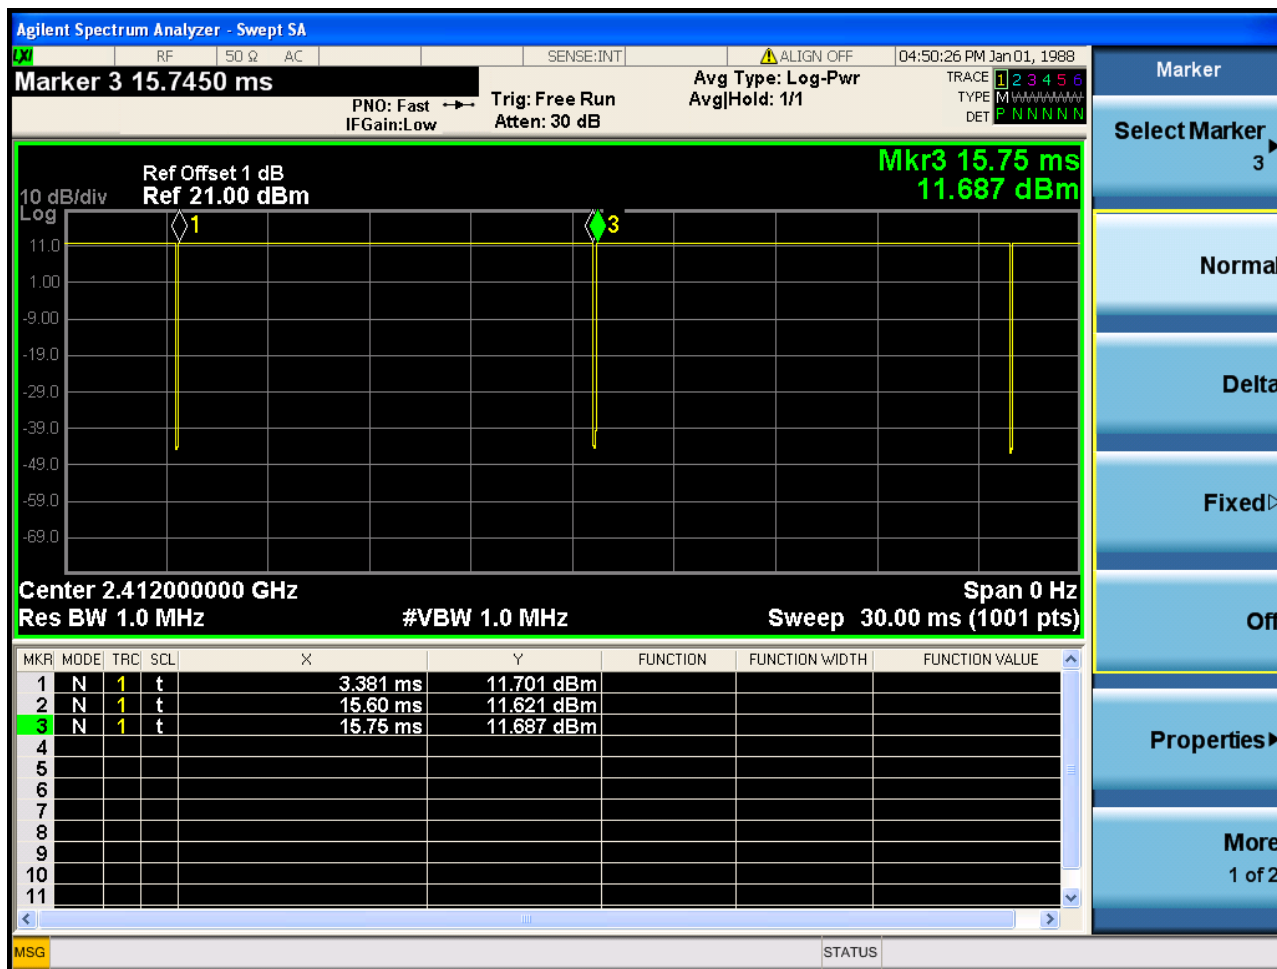 Agilent Spectrum Analyzer - Swept SA
LXI RF 50 Ω AC SENSE:INT ALIGN OFF 04:50:26 PM Jan 01, 1988
Marker 3 15.7450 ms
PNO: Fast
IFGain:Low
Trig: Free Run
Atten: 30 dB
Avg Type: Log-Pwr
Avg|Hold: 1/1
TRACE 1 2 3 4 5 6
TYPE M WWWWW
DET P N N N N N
Ref Offset 1 dB
10 dB/div Ref 21.00 dBm
Log
Mkr3 15.75 ms
11.687 dBm
1
3
11.0
1.00
-9.00
-19.0
-29.0
-39.0
-49.0
-59.0
-69.0
Center 2.412000000 GHz Span 0 Hz
Res BW 1.0 MHz #VBW 1.0 MHz Sweep 30.00 ms (1001 pts)
MKR MODE TRC SCL X Y FUNCTION FUNCTION WIDTH FUNCTION VALUE
1 N 1 t 3.381 ms 11.701 dBm
2 N 1 t 15.60 ms 11.621 dBm
3 N 1 t 15.75 ms 11.687 dBm
4
5
6
7
8
9
10
11
MSG STATUS
Marker
Select Marker
3
Normal
Delta
Fixed
Off
Properties
More
1 of 2